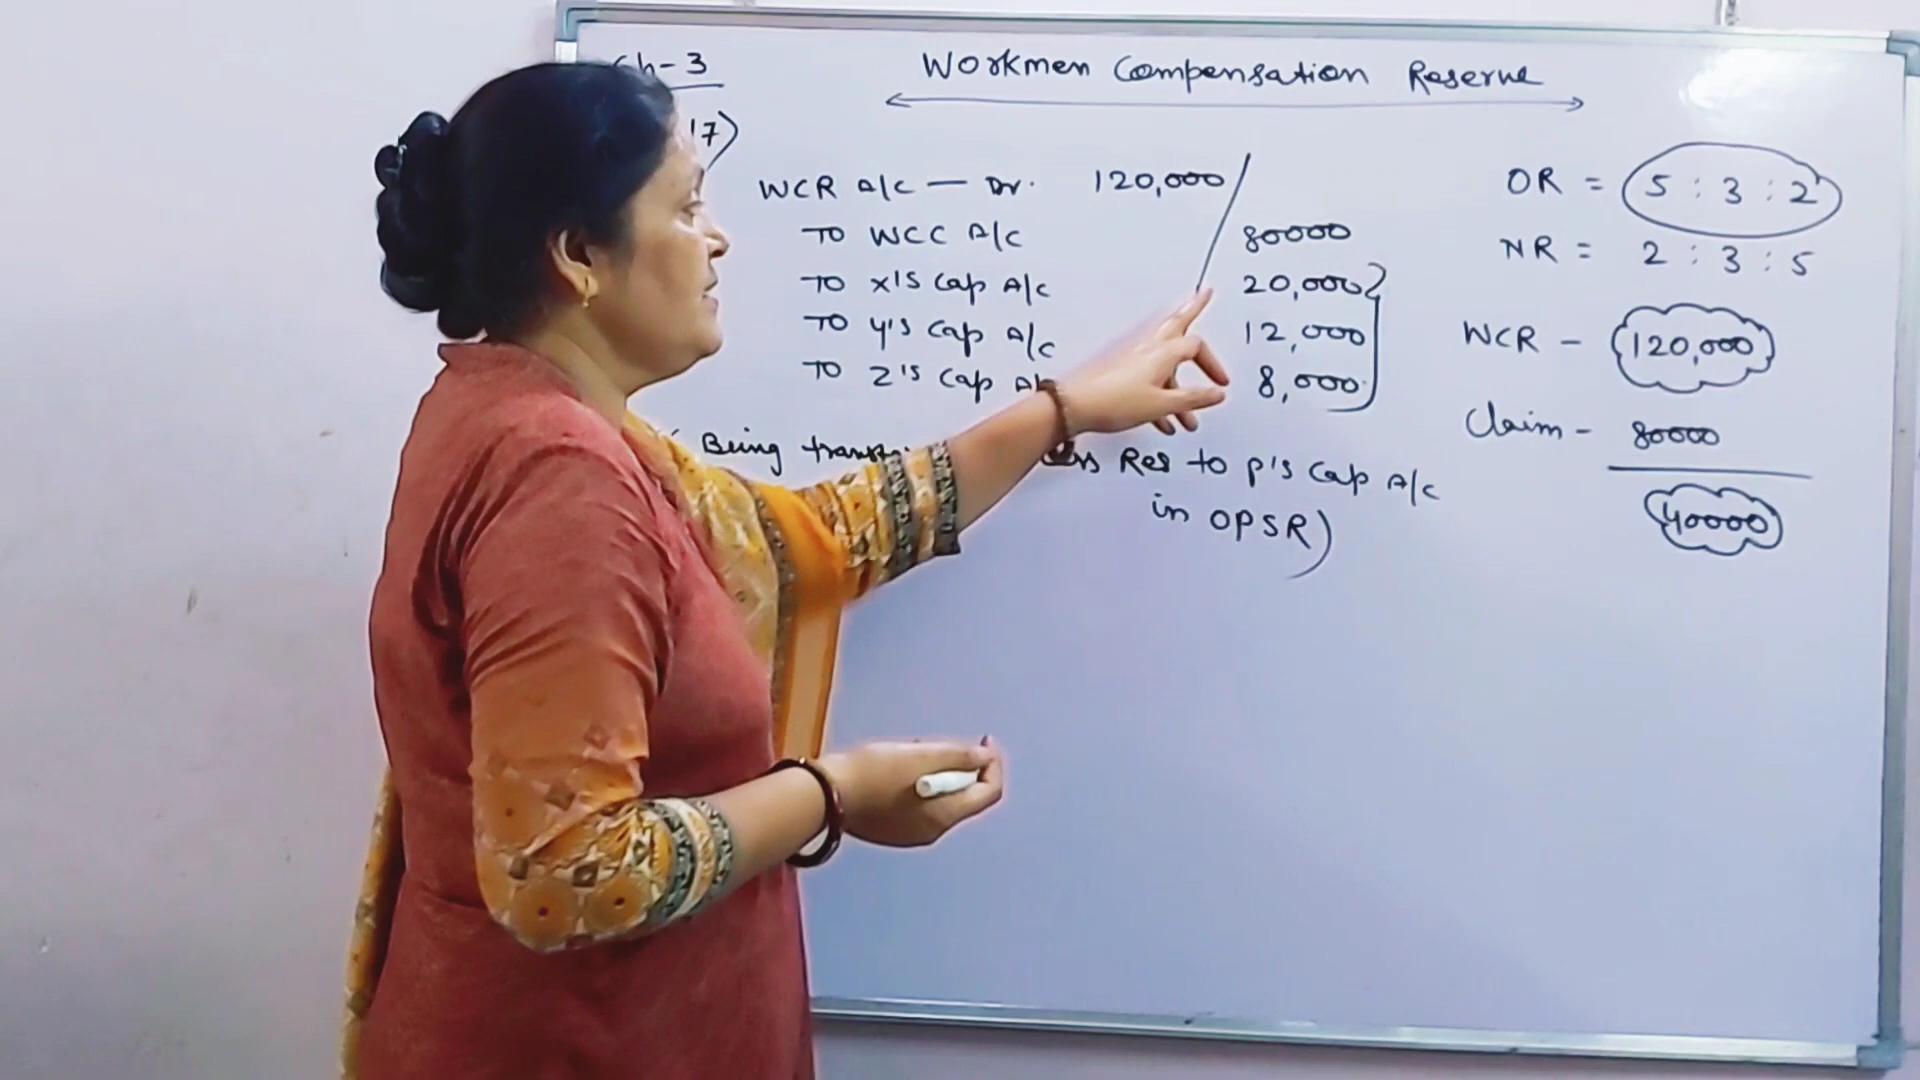 Ch-3
17)
Workmen Compensation Reserve
WCR A/c — Dr. 120,000
To WCC A/c 80000
To X's Cap A/c 20,000
To Y's Cap A/c 12,000
To Z's Cap 8,000
( Being Res to P's Cap A/c
in OPSR)
OR = 5 : 3 : 2
NR = 2 : 3 : 5
WCR - 120,000
Claim - 80000
40000